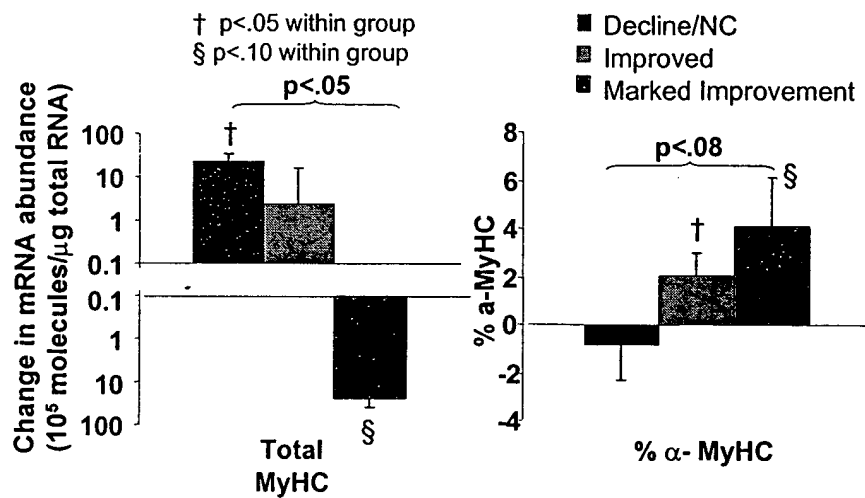 † p<.05 within group
§ p<.10 within group
Decline/NC
Improved
Marked Improvement
p<.05
†
100
10
1
0.1
0.1
1
10
100
§
Change in mRNA abundance
(10⁵ molecules/µg total RNA)
Total
MyHC
p<.08
§
†
8
6
4
2
0
-2
-4
% a-MyHC
% α- MyHC